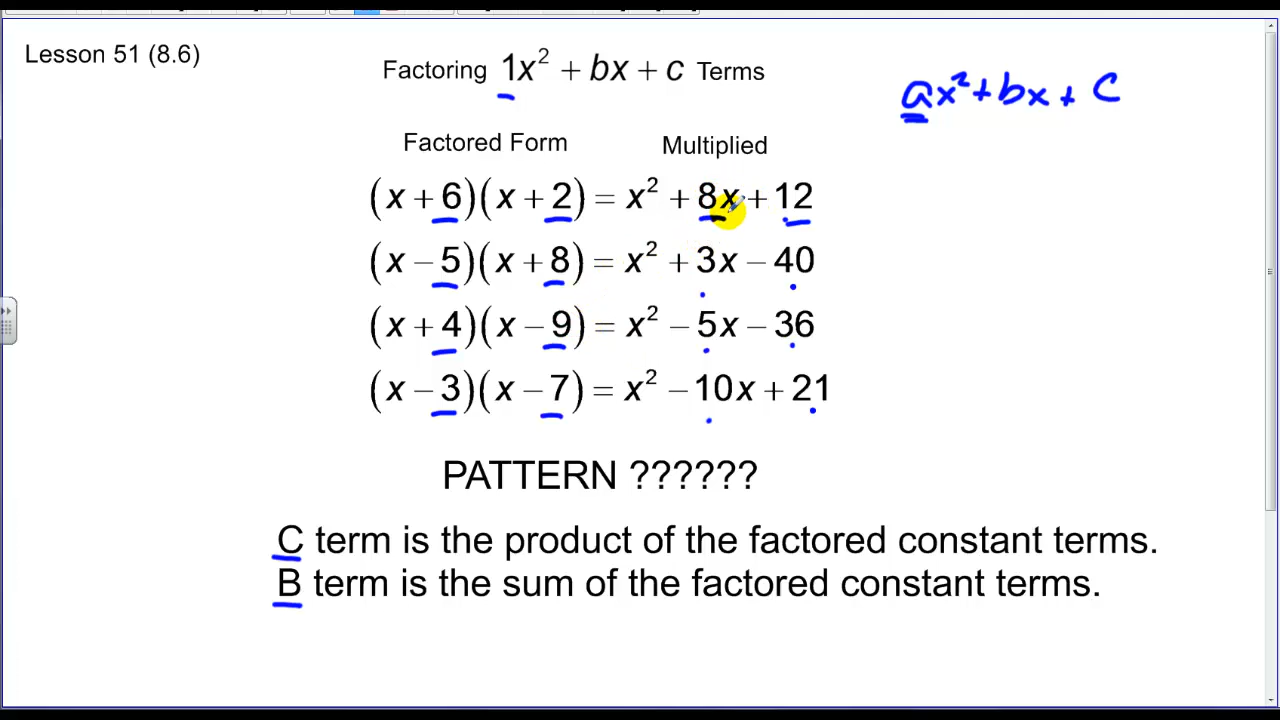 Lesson 51 (8.6)
Factoring 1x² + bx + c Terms
ax² + bx + c
Factored Form Multiplied
(x + 6)(x + 2) = x² + 8x + 12
(x − 5)(x + 8) = x² + 3x − 40
(x + 4)(x − 9) = x² − 5x − 36
(x − 3)(x − 7) = x² − 10x + 21
PATTERN ??????
C term is the product of the factored constant terms.
B term is the sum of the factored constant terms.